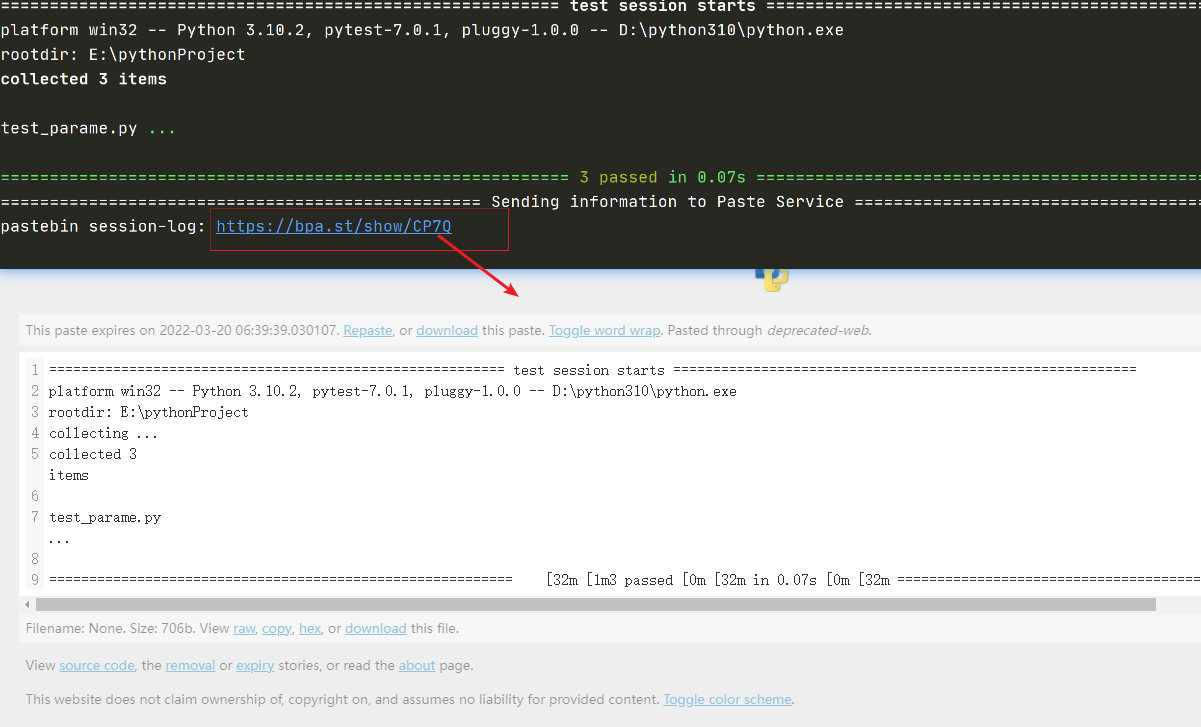 ========================================================= test session starts ============================================
platform win32 -- Python 3.10.2, pytest-7.0.1, pluggy-1.0.0 -- D:\python310\python.exe
rootdir: E:\pythonProject
collected 3 items
test_parame.py ...
========================================================== 3 passed in 0.07s =============================================
================================================= Sending information to Paste Service ===================================
pastebin session-log: https://bpa.st/show/CP7Q
This paste expires on 2022-03-20 06:39:39.030107. Repaste, or download this paste. Toggle word wrap. Pasted through deprecated-web.
1 ========================================================= test session starts ==========================================================
2 platform win32 -- Python 3.10.2, pytest-7.0.1, pluggy-1.0.0 -- D:\python310\python.exe
3 rootdir: E:\pythonProject
4 collecting ...
5 collected 3
items
6
7 test_parame.py
...
8
9 ========================================================== [32m [1m3 passed [0m [32m in 0.07s [0m [32m ======================================
Filename: None. Size: 706b. View raw, copy, hex, or download this file.
View source code, the removal or expiry stories, or read the about page.
This website does not claim ownership of, copyright on, and assumes no liability for provided content. Toggle color scheme.